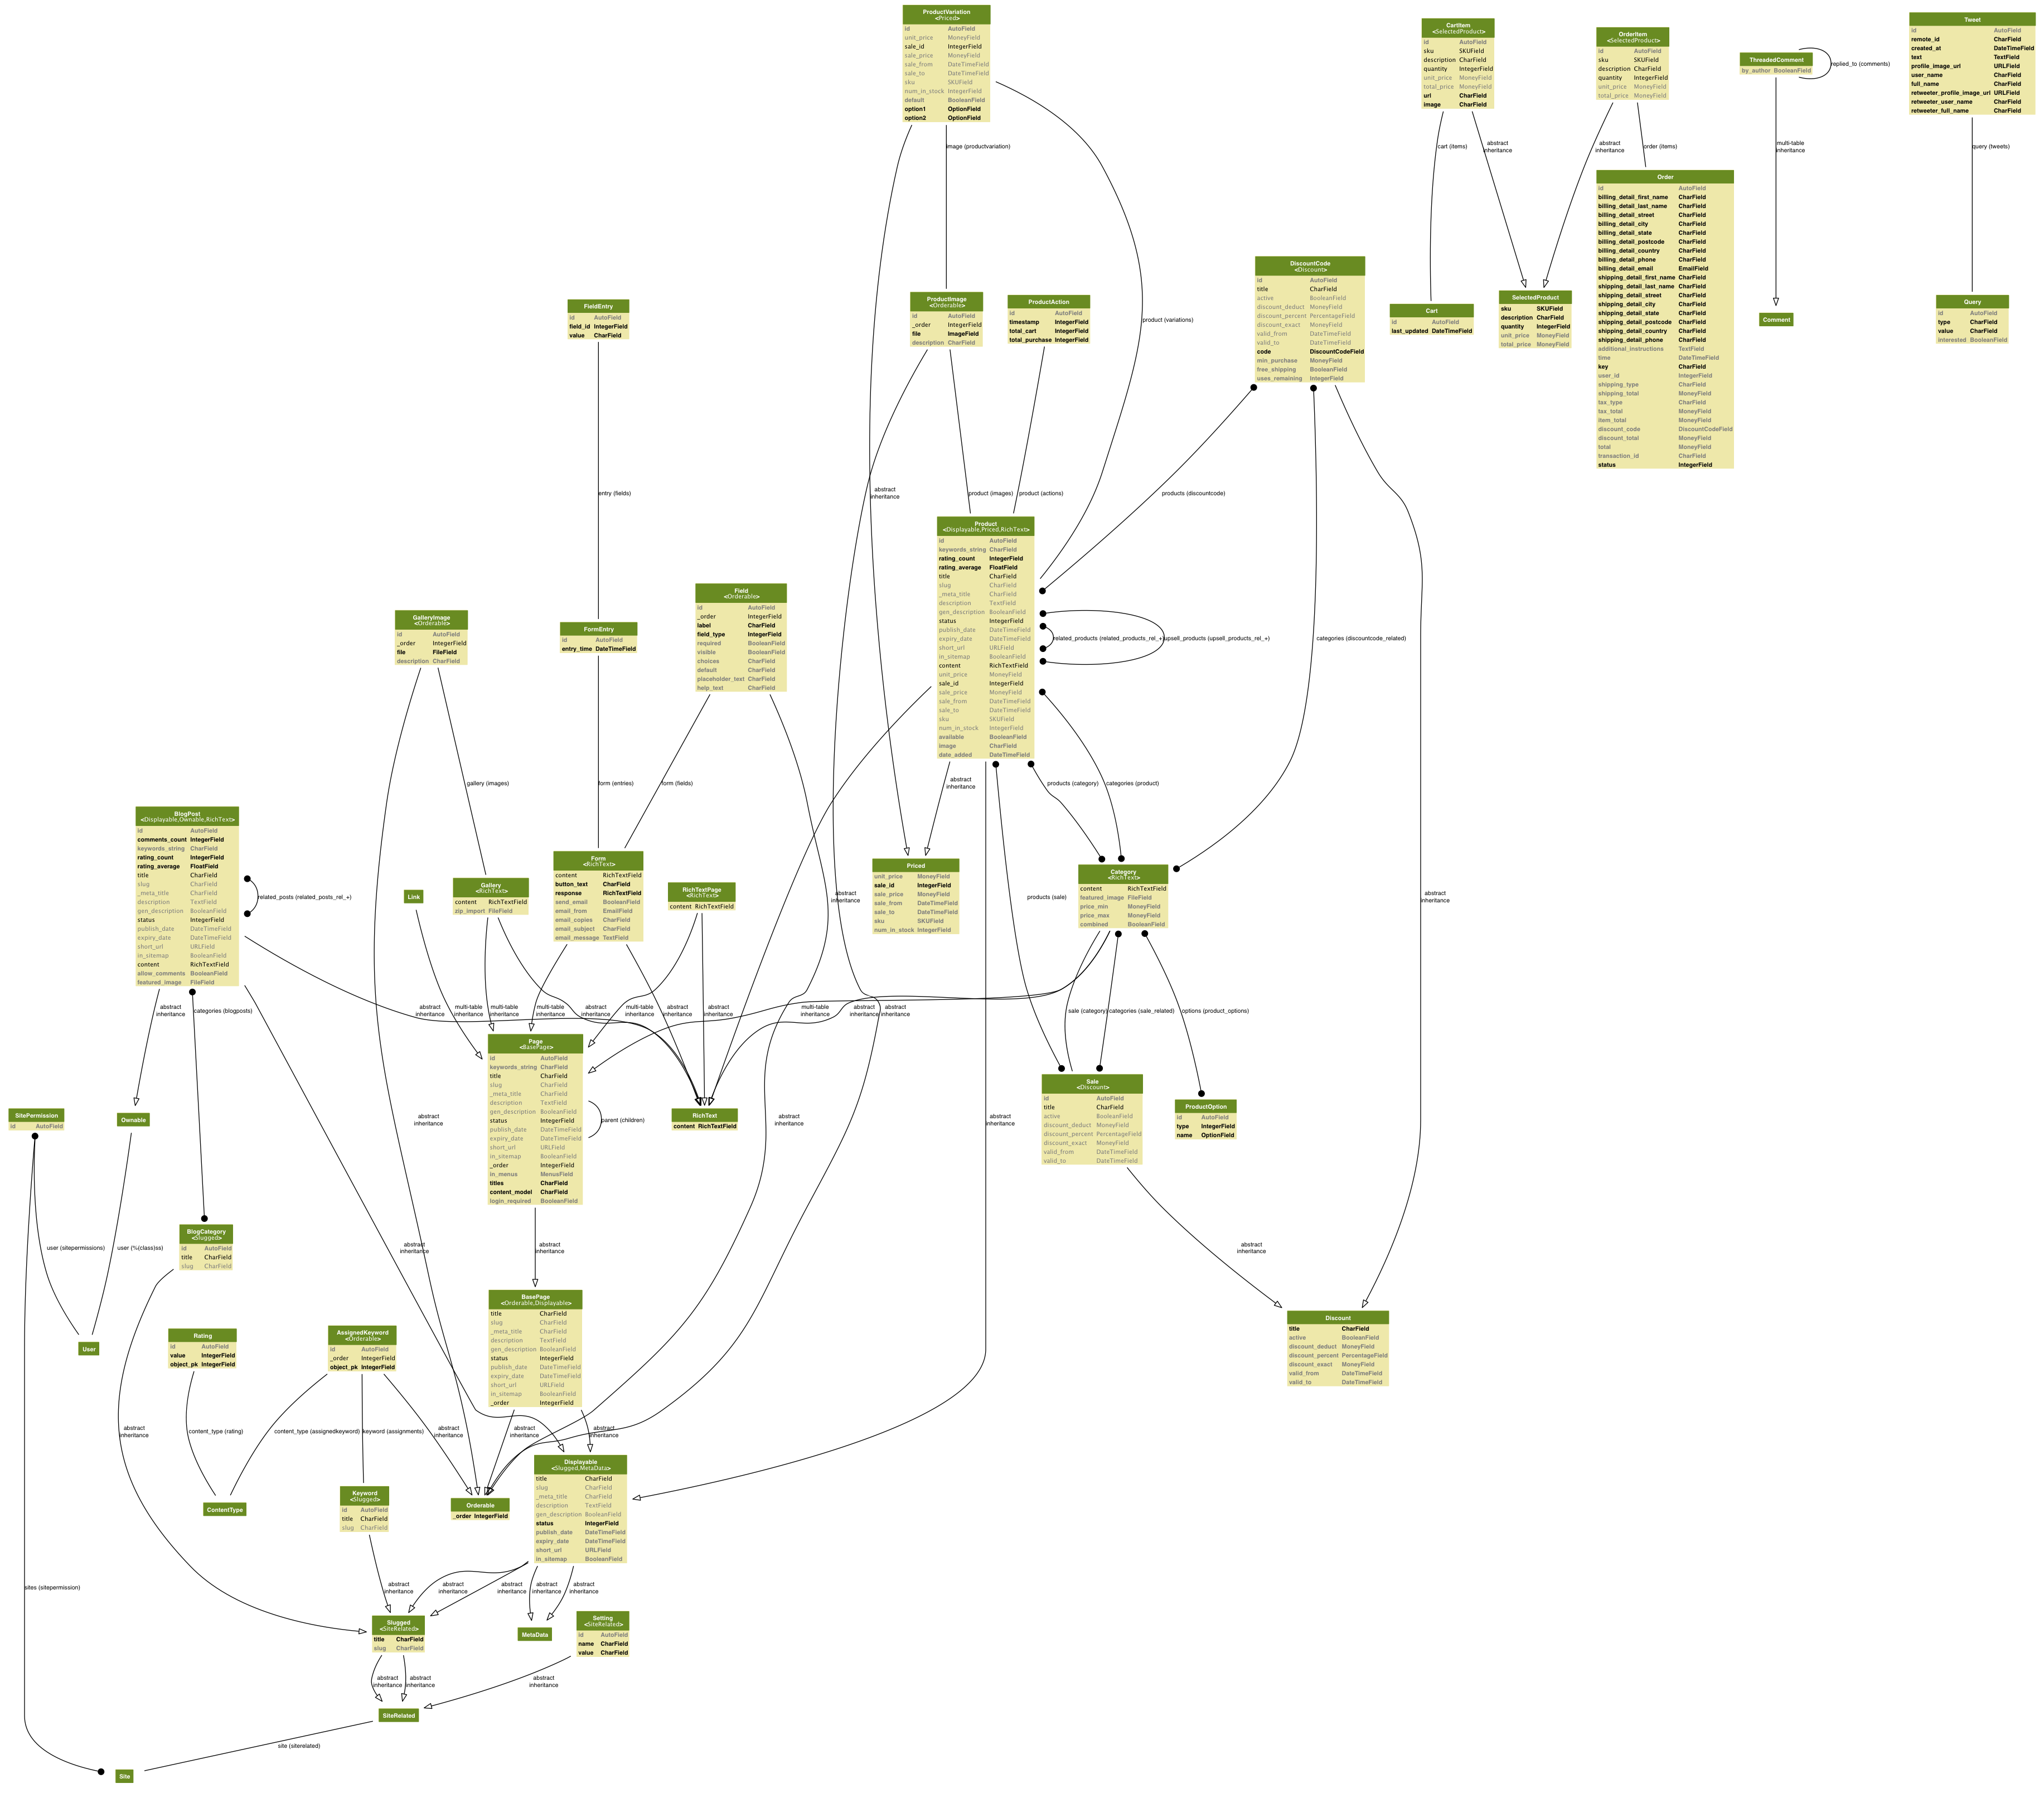 ProductVariation
<Priced>
id AutoField
unit_price MoneyField
sale_id IntegerField
sale_price MoneyField
sale_from DateTimeField
sale_to DateTimeField
sku SKUField
num_in_stock IntegerField
default BooleanField
option1 OptionField
option2 OptionField
CartItem
<SelectedProduct>
id AutoField
sku SKUField
description CharField
quantity IntegerField
unit_price MoneyField
total_price MoneyField
url CharField
image CharField
OrderItem
<SelectedProduct>
id AutoField
sku SKUField
description CharField
quantity IntegerField
unit_price MoneyField
total_price MoneyField
ThreadedComment
by_author BooleanField
replied_to (comments)
Tweet
remote_id CharField
created_at DateTimeField
text TextField
profile_image_url URLField
user_name CharField
full_name CharField
retweeter_profile_image_url URLField
retweeter_user_name CharField
retweeter_full_name CharField
image (productvariation)
cart (items)
abstract
inheritance
abstract
inheritance
order (items)
multi-table
inheritance
query (tweets)
Order
id AutoField
billing_detail_first_name CharField
billing_detail_last_name CharField
billing_detail_street CharField
billing_detail_city CharField
billing_detail_state CharField
billing_detail_postcode CharField
billing_detail_country CharField
billing_detail_phone CharField
billing_detail_email EmailField
shipping_detail_first_name CharField
shipping_detail_last_name CharField
shipping_detail_street CharField
shipping_detail_city CharField
shipping_detail_state CharField
shipping_detail_postcode CharField
shipping_detail_country CharField
shipping_detail_phone CharField
additional_instructions TextField
time DateTimeField
key CharField
user_id IntegerField
shipping_type CharField
shipping_total MoneyField
tax_type CharField
tax_total MoneyField
item_total MoneyField
discount_code DiscountCodeField
discount_total MoneyField
total MoneyField
transaction_id CharField
status IntegerField
FieldEntry
id AutoField
field_id IntegerField
value CharField
ProductImage
<Orderable>
id AutoField
_order IntegerField
file ImageField
description CharField
ProductAction
id AutoField
timestamp IntegerField
total_cart IntegerField
total_purchase IntegerField
product (variations)
DiscountCode
<Discount>
id AutoField
title CharField
active BooleanField
discount_deduct MoneyField
discount_percent PercentageField
discount_exact MoneyField
valid_from DateTimeField
valid_to DateTimeField
code DiscountCodeField
min_purchase MoneyField
free_shipping BooleanField
uses_remaining IntegerField
Cart
id AutoField
last_updated DateTimeField
SelectedProduct
sku SKUField
description CharField
quantity IntegerField
unit_price MoneyField
total_price MoneyField
Comment
Query
id AutoField
type CharField
value CharField
interested BooleanField
entry (fields)
abstract
inheritance
product (images)
product (actions)
products (discountcode)
Product
<Displayable,Priced,RichText>
id AutoField
keywords_string CharField
rating_count IntegerField
rating_average FloatField
title CharField
slug CharField
_meta_title CharField
description TextField
gen_description BooleanField
status IntegerField
publish_date DateTimeField
expiry_date DateTimeField
short_url URLField
in_sitemap BooleanField
content RichTextField
unit_price MoneyField
sale_id IntegerField
sale_price MoneyField
sale_from DateTimeField
sale_to DateTimeField
sku SKUField
num_in_stock IntegerField
available BooleanField
image CharField
date_added DateTimeField
related_products (related_products_rel_+)
upsell_products (upsell_products_rel_+)
categories (discountcode_related)
GalleryImage
<Orderable>
id AutoField
_order IntegerField
file FileField
description CharField
FormEntry
id AutoField
entry_time DateTimeField
Field
<Orderable>
id AutoField
_order IntegerField
label CharField
field_type IntegerField
required BooleanField
visible BooleanField
choices CharField
default CharField
placeholder_text CharField
help_text CharField
gallery (images)
form (entries)
form (fields)
abstract
inheritance
products (category)
categories (product)
BlogPost
<Displayable,Ownable,RichText>
id AutoField
comments_count IntegerField
keywords_string CharField
rating_count IntegerField
rating_average FloatField
title CharField
slug CharField
_meta_title CharField
description TextField
gen_description BooleanField
status IntegerField
publish_date DateTimeField
expiry_date DateTimeField
short_url URLField
in_sitemap BooleanField
content RichTextField
allow_comments BooleanField
featured_image FileField
related_posts (related_posts_rel_+)
Link
Gallery
<RichText>
content RichTextField
zip_import FileField
Form
<RichText>
content RichTextField
button_text CharField
response RichTextField
send_email BooleanField
email_from EmailField
email_copies CharField
email_subject CharField
email_message TextField
RichTextPage
<RichText>
content RichTextField
abstract
inheritance
Priced
unit_price MoneyField
sale_id IntegerField
sale_price MoneyField
sale_from DateTimeField
sale_to DateTimeField
sku SKUField
num_in_stock IntegerField
products (sale)
Category
<RichText>
content RichTextField
featured_image FileField
price_min MoneyField
price_max MoneyField
combined BooleanField
abstract
inheritance
abstract
inheritance
categories (blogposts)
abstract
inheritance
multi-table
inheritance
multi-table
inheritance
multi-table
inheritance
abstract
inheritance
multi-table
inheritance
abstract
inheritance
abstract
inheritance
multi-table
inheritance
abstract
inheritance
abstract
inheritance
sale (category)
categories (sale_related)
options (product_options)
Page
<BasePage>
id AutoField
keywords_string CharField
title CharField
slug CharField
_meta_title CharField
description TextField
gen_description BooleanField
status IntegerField
publish_date DateTimeField
expiry_date DateTimeField
short_url URLField
in_sitemap BooleanField
_order IntegerField
in_menus MenusField
titles CharField
content_model CharField
login_required BooleanField
parent (children)
RichText
content RichTextField
abstract
inheritance
abstract
inheritance
Sale
<Discount>
id AutoField
title CharField
active BooleanField
discount_deduct MoneyField
discount_percent PercentageField
discount_exact MoneyField
valid_from DateTimeField
valid_to DateTimeField
ProductOption
id AutoField
type IntegerField
name OptionField
SitePermission
id AutoField
Ownable
abstract
inheritance
BlogCategory
<Slugged>
id AutoField
title CharField
slug CharField
user (sitepermissions)
user (%(class)ss)
abstract
inheritance
abstract
inheritance
abstract
inheritance
BasePage
<Orderable,Displayable>
title CharField
slug CharField
_meta_title CharField
description TextField
gen_description BooleanField
status IntegerField
publish_date DateTimeField
expiry_date DateTimeField
short_url URLField
in_sitemap BooleanField
_order IntegerField
Discount
title CharField
active BooleanField
discount_deduct MoneyField
discount_percent PercentageField
discount_exact MoneyField
valid_from DateTimeField
valid_to DateTimeField
User
Rating
id AutoField
value IntegerField
object_pk IntegerField
AssignedKeyword
<Orderable>
id AutoField
_order IntegerField
object_pk IntegerField
abstract
inheritance
content_type (rating)
content_type (assignedkeyword)
keyword (assignments)
abstract
inheritance
abstract
inheritance
abstract
inheritance
Displayable
<Slugged,MetaData>
title CharField
slug CharField
_meta_title CharField
description TextField
gen_description BooleanField
status IntegerField
publish_date DateTimeField
expiry_date DateTimeField
short_url URLField
in_sitemap BooleanField
ContentType
Keyword
<Slugged>
id AutoField
title CharField
slug CharField
Orderable
_order IntegerField
sites (sitepermission)
abstract
inheritance
abstract
inheritance
abstract
inheritance
abstract
inheritance
abstract
inheritance
Slugged
<SiteRelated>
title CharField
slug CharField
MetaData
Setting
<SiteRelated>
id AutoField
name CharField
value CharField
abstract
inheritance
abstract
inheritance
abstract
inheritance
SiteRelated
site (siterelated)
Site